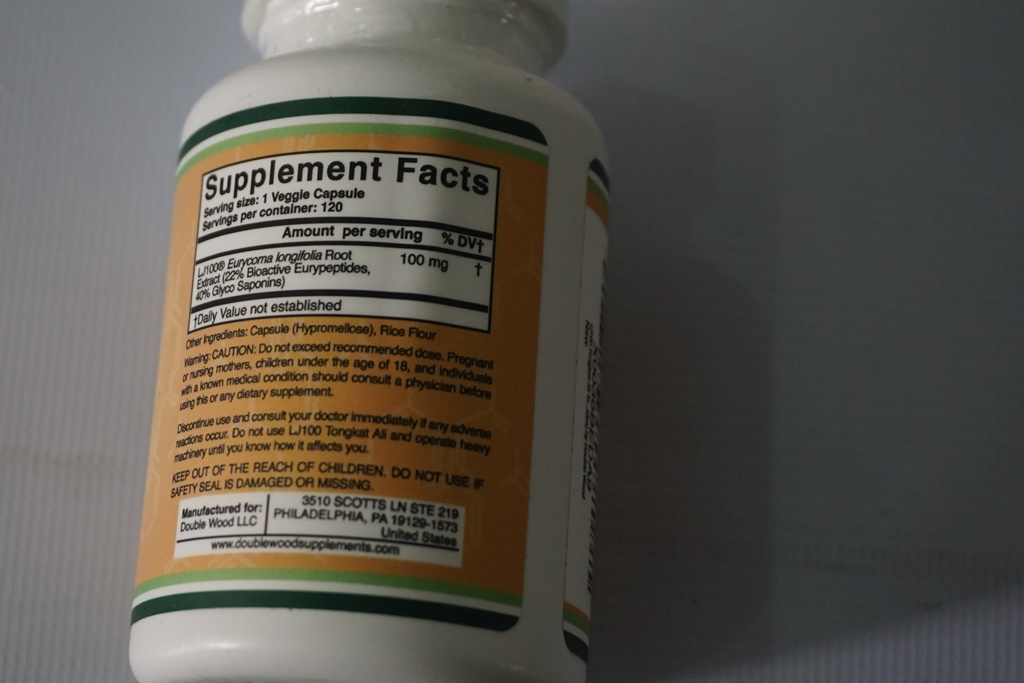 Supplement Facts
Serving size: 1 Veggie Capsule
Servings per container: 120
Amount per serving % DV†
LJ100® Eurycoma longifolia Root 100 mg †
Extract (22% Bioactive Eurypeptides,
40% Glyco Saponins)
†Daily Value not established
Other Ingredients: Capsule (Hypromellose), Rice Flour
Warning: CAUTION: Do not exceed recommended dose. Pregnant
or nursing mothers, children under the age of 18, and individuals
with a known medical condition should consult a physician before
using this or any dietary supplement.
Discontinue use and consult your doctor immediately if any adverse
reactions occur. Do not use LJ100 Tongkat Ali and operate heavy
machinery until you know how it affects you.
KEEP OUT OF THE REACH OF CHILDREN. DO NOT USE IF
SAFETY SEAL IS DAMAGED OR MISSING.
Manufactured for:
Double Wood LLC
3510 SCOTTS LN STE 219
PHILADELPHIA, PA 19129-1573
United States
www.doublewoodsupplements.com